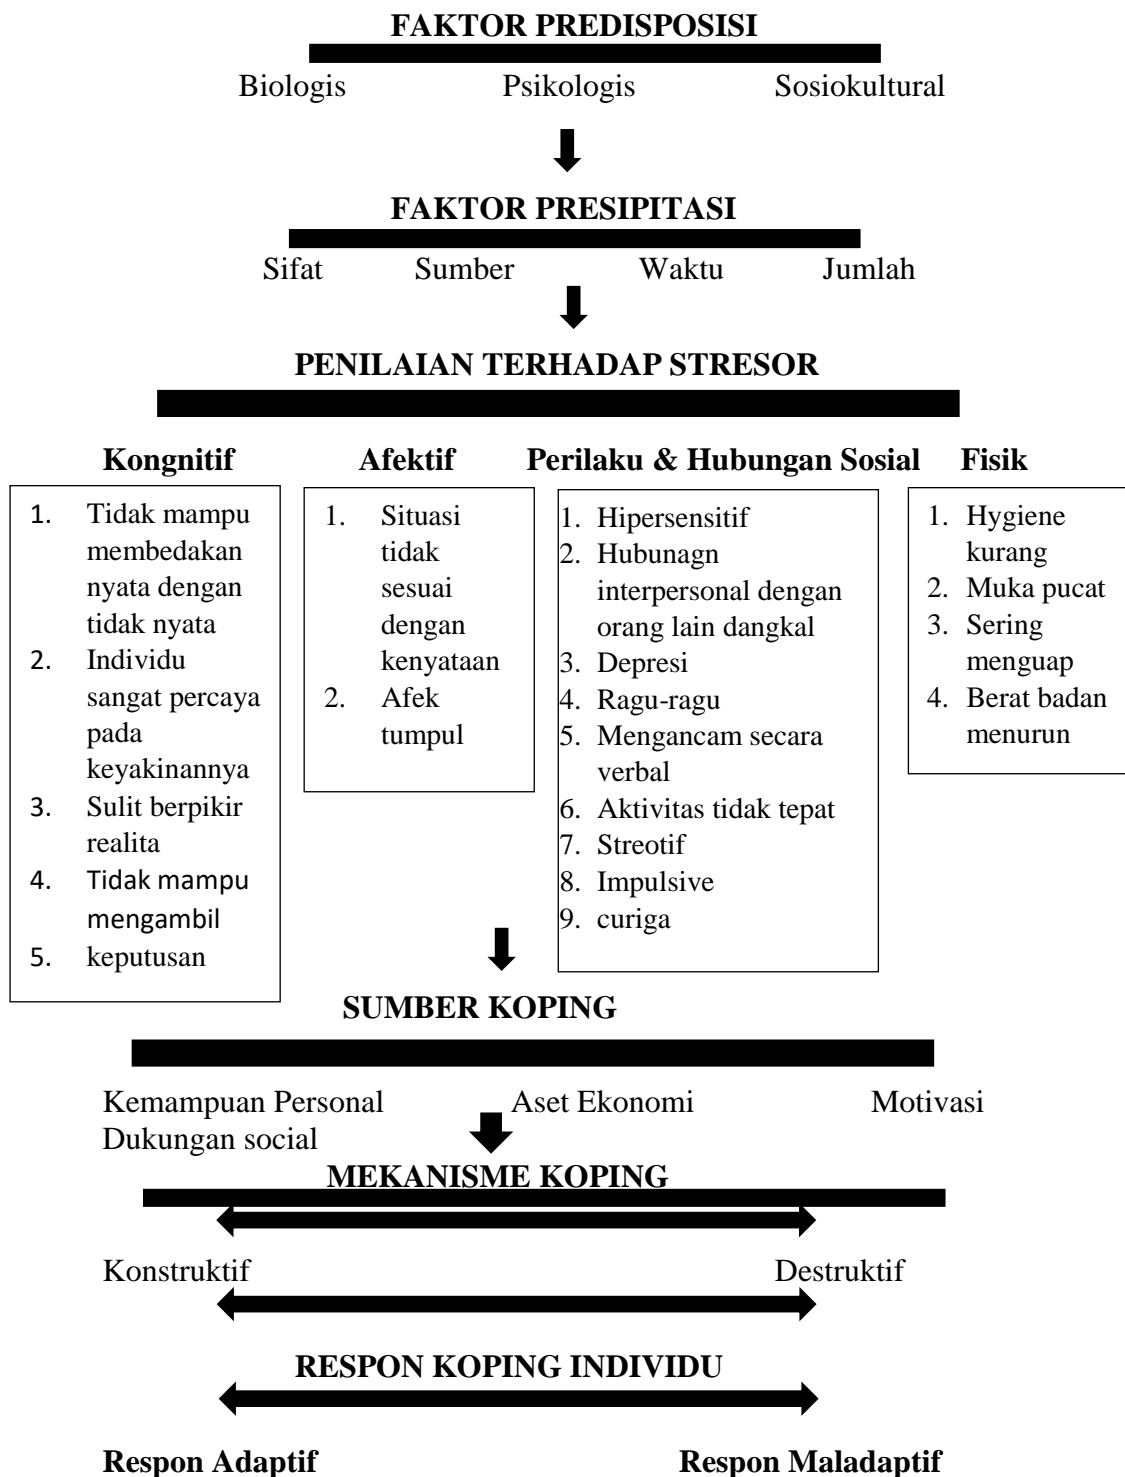 FAKTOR PREDISPOSISI
Biologis Psikologis Sosiokultural
FAKTOR PRESIPITASI
Sifat Sumber Waktu Jumlah
PENILAIAN TERHADAP STRESOR
Kongnitif Afektif Perilaku & Hubungan Sosial Fisik
1. Tidak mampu
membedakan
nyata dengan
tidak nyata
2. Individu
sangat percaya
pada
keyakinannya
3. Sulit berpikir
realita
4. Tidak mampu
mengambil
5. keputusan
1. Situasi
tidak
sesuai
dengan
kenyataan
2. Afek
tumpul
1. Hipersensitif
2. Hubunagn
interpersonal dengan
orang lain dangkal
3. Depresi
4. Ragu-ragu
5. Mengancam secara
verbal
6. Aktivitas tidak tepat
7. Streotif
8. Impulsive
9. curiga
1. Hygiene
kurang
2. Muka pucat
3. Sering
menguap
4. Berat badan
menurun
SUMBER KOPING
Kemampuan Personal Aset Ekonomi Motivasi
Dukungan social
MEKANISME KOPING
Konstruktif Destruktif
RESPON KOPING INDIVIDU
Respon Adaptif Respon Maladaptif